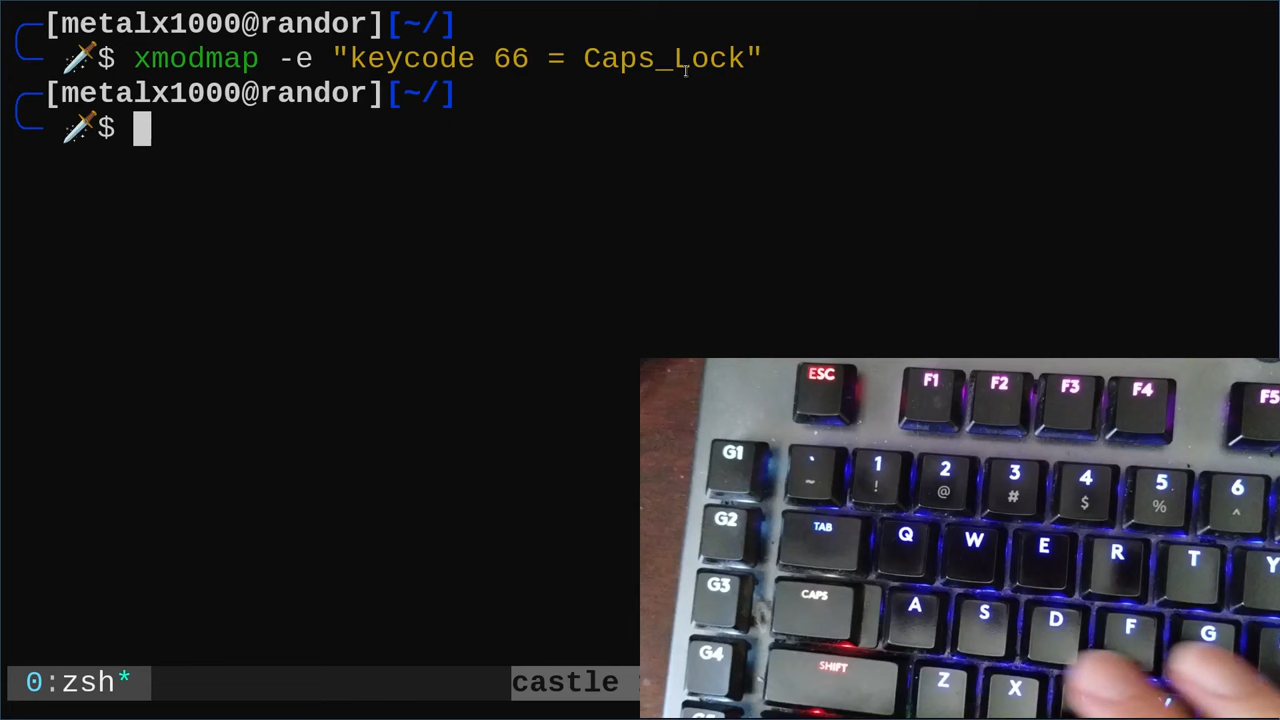 [metalx1000@randor][~/]
🗡️$ xmodmap -e "keycode 66 = Caps_Lock"
[metalx1000@randor][~/]
🗡️$
ESC F1 F2 F3 F4 F5
G1 ` ~ 1 ! 2 @ 3 # 4 $ 5 % 6 ^
G2 TAB Q W E R T Y
G3 CAPS A S D F G
G4 SHIFT Z X
0:zsh*
castle